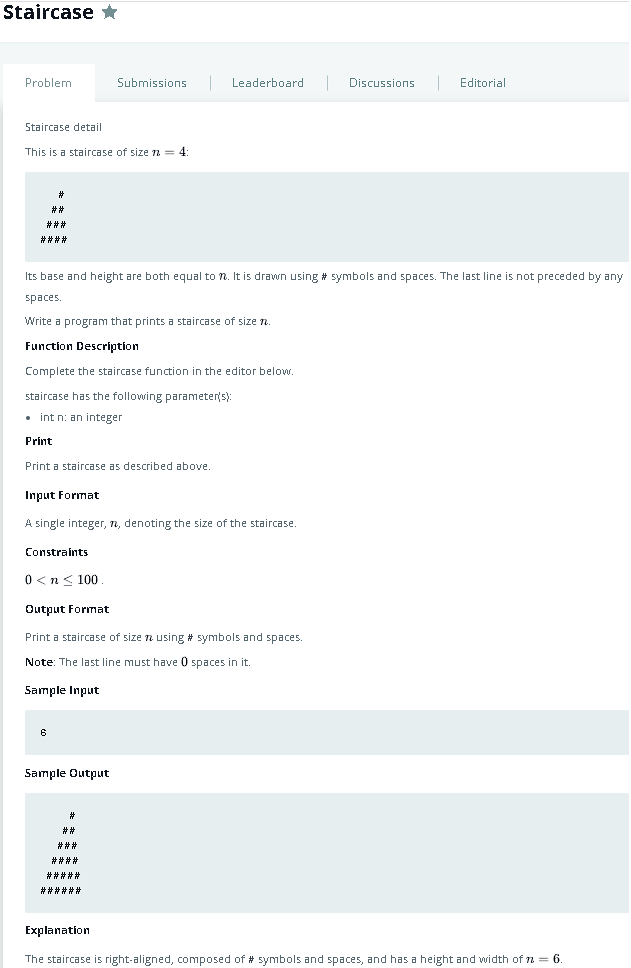 Staircase
Problem
Submissions
Leaderboard
Discussions
Editorial
Staircase detail
This is a staircase of size n = 4:
   #
  ##
 ###
####
Its base and height are both equal to n. It is drawn using # symbols and spaces. The last line is not preceded by any
spaces.
Write a program that prints a staircase of size n.
Function Description
Complete the staircase function in the editor below.
staircase has the following parameter(s):
• int n: an integer
Print
Print a staircase as described above.
Input Format
A single integer, n, denoting the size of the staircase.
Constraints
0 < n ≤ 100 .
Output Format
Print a staircase of size n using # symbols and spaces.
Note: The last line must have 0 spaces in it.
Sample Input
6
Sample Output
     #
    ##
   ###
  ####
 #####
######
Explanation
The staircase is right-aligned, composed of # symbols and spaces, and has a height and width of n = 6.